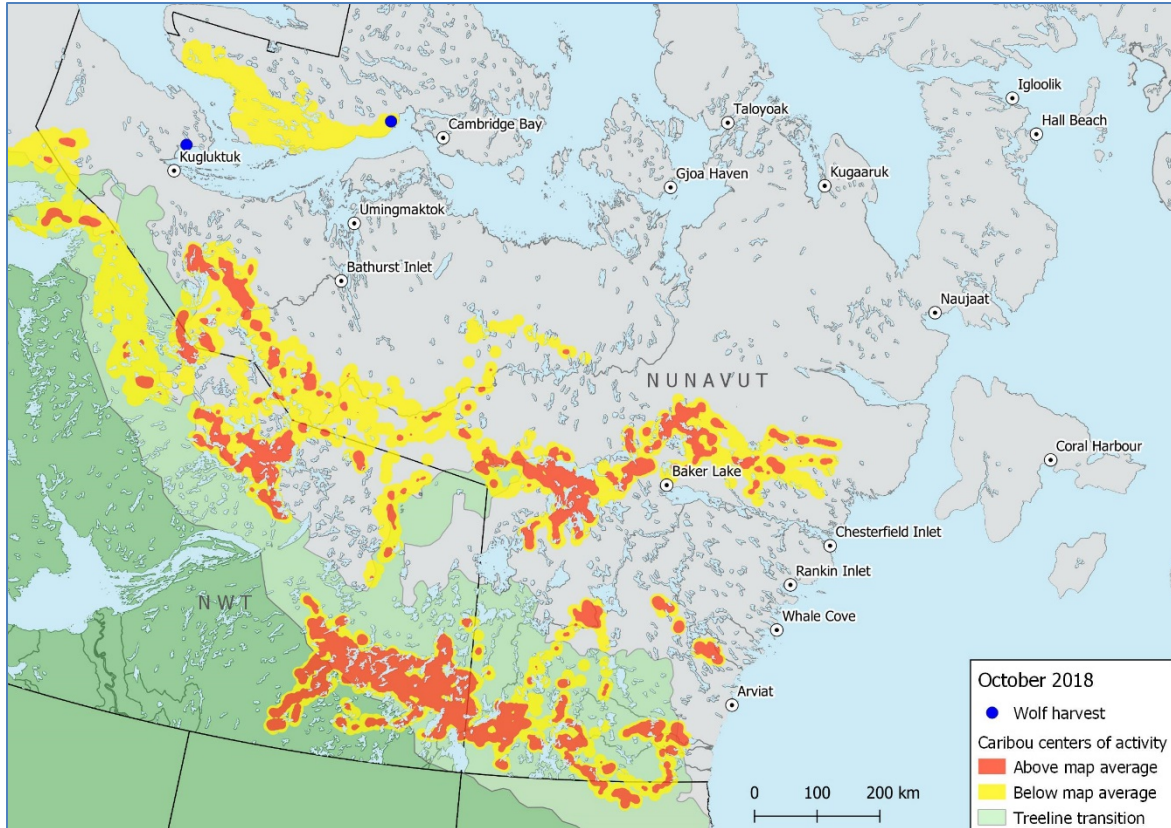 Igloolik
Hall Beach
Taloyoak
Cambridge Bay
Kugluktuk
Gjoa Haven
Kugaaruk
Umingmaktok
Bathurst Inlet
Naujaat
NUNAVUT
Coral Harbour
Baker Lake
Chesterfield Inlet
Rankin Inlet
NWT
Whale Cove
Arviat
October 2018
Wolf harvest
Caribou centers of activity
Above map average
Below map average
Treeline transition
0 100 200 km